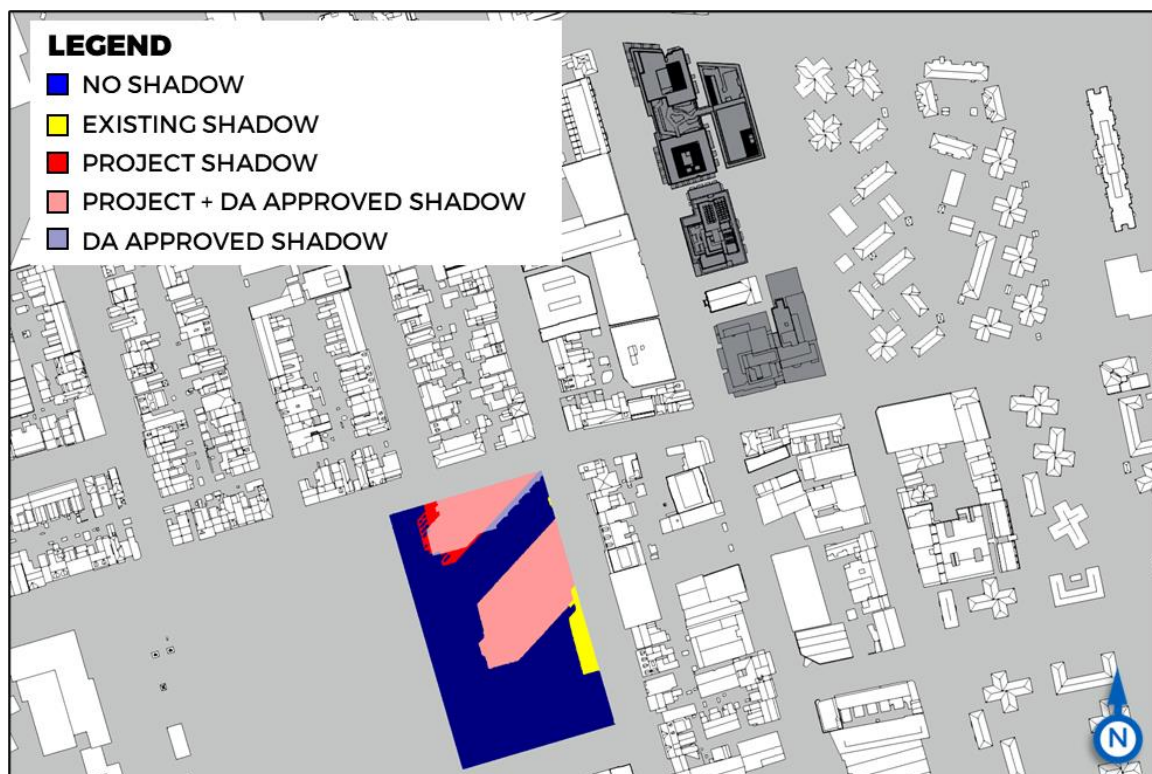 LEGEND
NO SHADOW
EXISTING SHADOW
PROJECT SHADOW
PROJECT + DA APPROVED SHADOW
DA APPROVED SHADOW
N